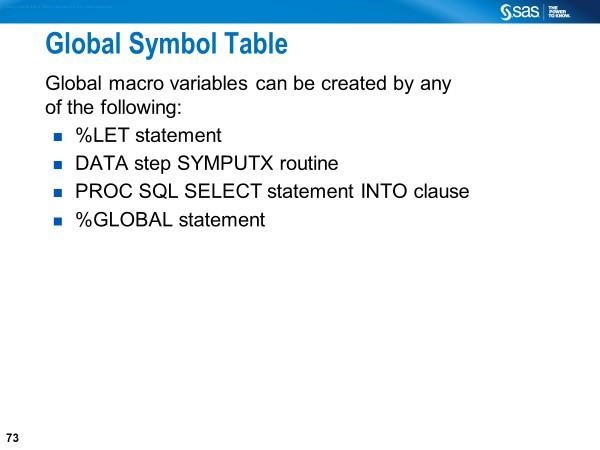 sas
THE
POWER
TO KNOW.
Global Symbol Table
Global macro variables can be created by any
of the following:
%LET statement
DATA step SYMPUTX routine
PROC SQL SELECT statement INTO clause
%GLOBAL statement
73